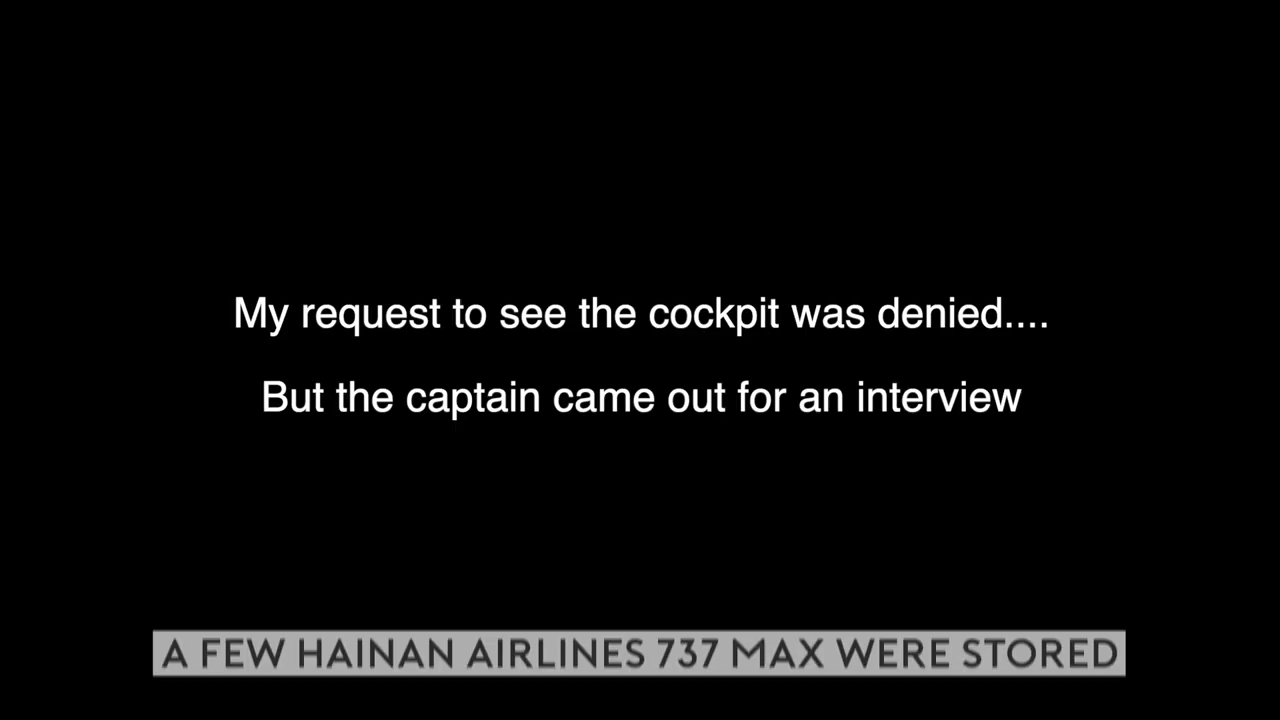 My request to see the cockpit was denied....
But the captain came out for an interview
A FEW HAINAN AIRLINES 737 MAX WERE STORED